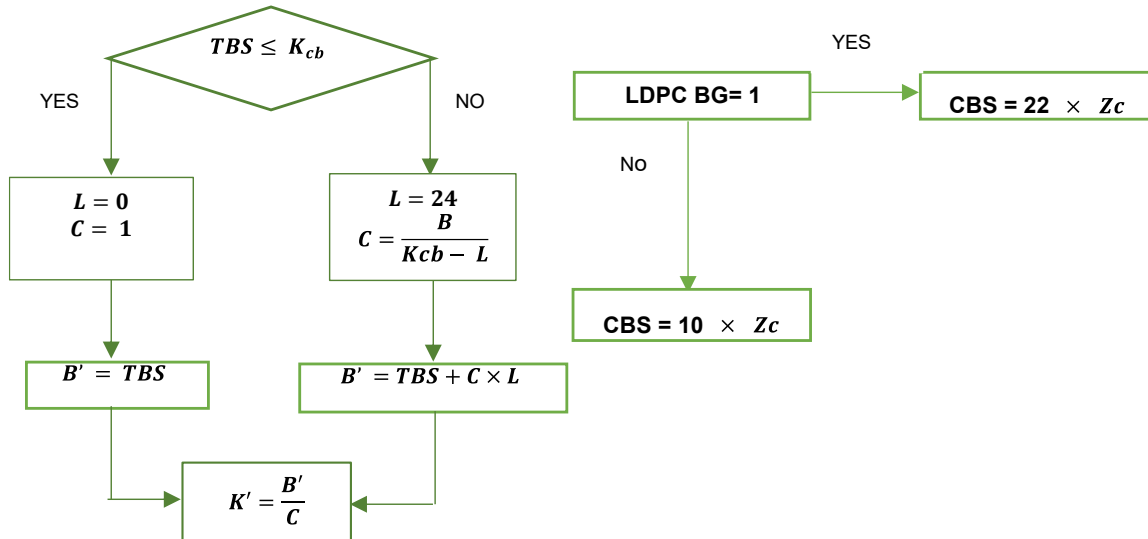 TBS ≤ K_cb
YES
NO
L = 0
C = 1
L = 24
C = B / (Kcb − L)
B' = TBS
B' = TBS + C × L
K' = B' / C
LDPC BG= 1
YES
CBS = 22 × Zc
No
CBS = 10 × Zc